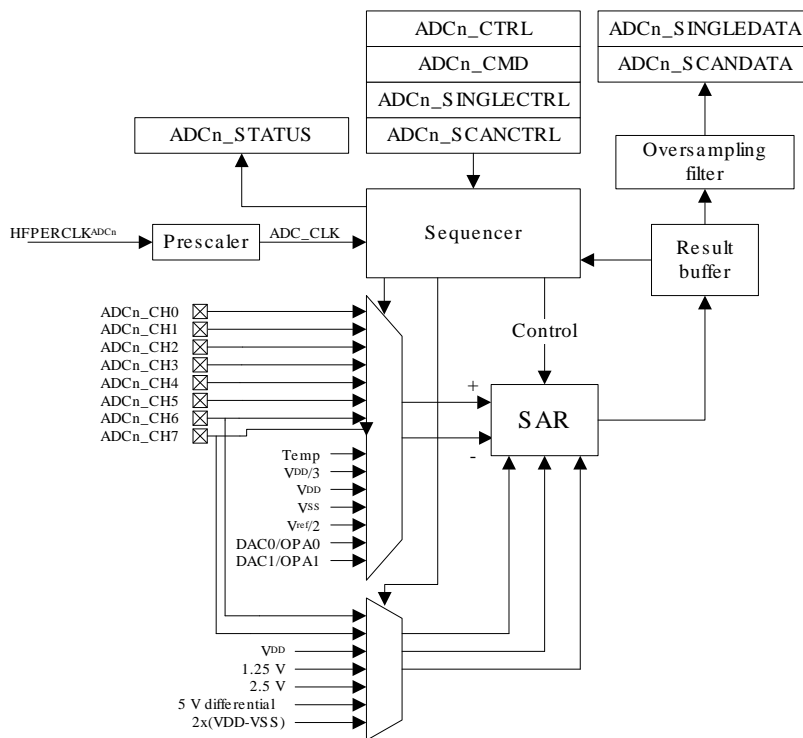 ADCn_CTRL
ADCn_CMD
ADCn_SINGLECTRL
ADCn_SCANCTRL
ADCn_SINGLEDATA
ADCn_SCANDATA
ADCn_STATUS
Oversampling
filter
HFPERCLKADCn
Prescaler
ADC_CLK
Sequencer
Result
buffer
ADCn_CH0
ADCn_CH1
ADCn_CH2
ADCn_CH3
ADCn_CH4
ADCn_CH5
ADCn_CH6
ADCn_CH7
Control
+
SAR
-
Temp
VDD/3
VDD
VSS
Vref/2
DAC0/OPA0
DAC1/OPA1
VDD
1.25 V
2.5 V
5 V differential
2x(VDD-VSS)